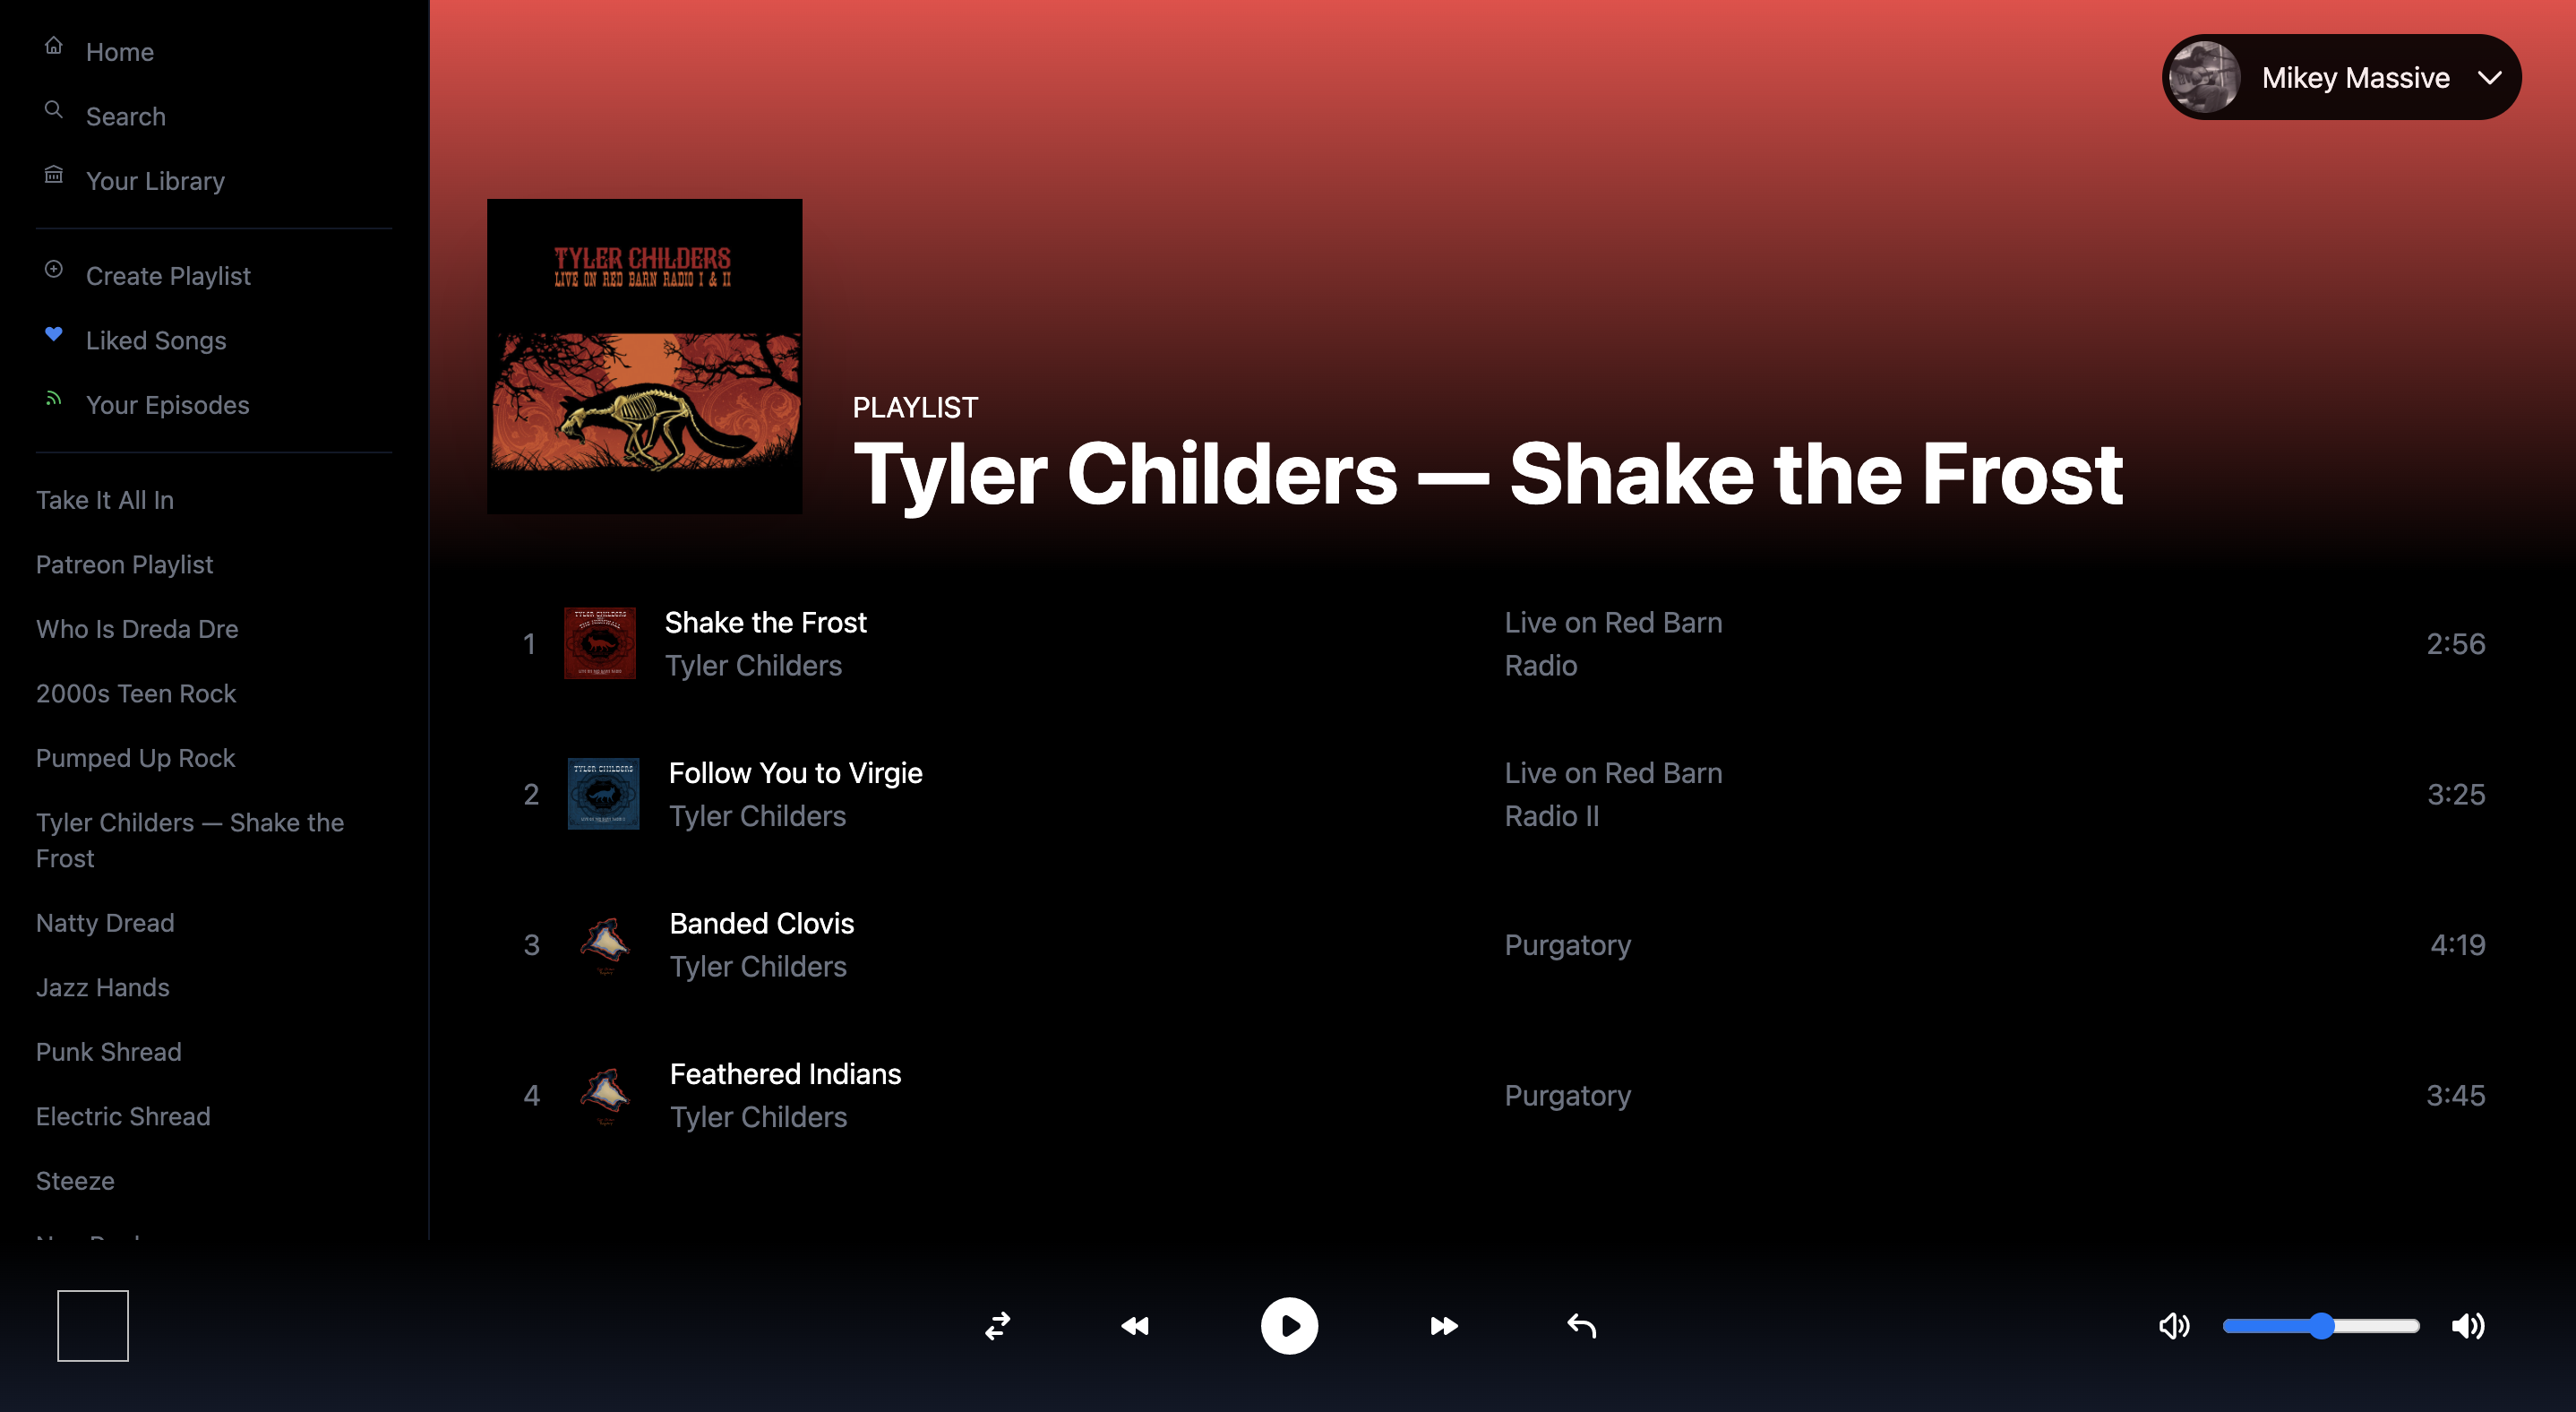 Home
Search
Your Library
Create Playlist
Liked Songs
Your Episodes
Take It All In
Patreon Playlist
Who Is Dreda Dre
2000s Teen Rock
Pumped Up Rock
Tyler Childers — Shake the
Frost
Natty Dread
Jazz Hands
Punk Shread
Electric Shread
Steeze
Mikey Massive
TYLER CHILDERS
LIVE ON RED BARN RADIO I & II
PLAYLIST
Tyler Childers — Shake the Frost
1
TYLER CHILDERS
Shake the Frost
Tyler Childers
Live on Red Barn
Radio
2:56
2
TYLER CHILDERS
Follow You to Virgie
Tyler Childers
Live on Red Barn
Radio II
3:25
3
Banded Clovis
Tyler Childers
Purgatory
4:19
4
Feathered Indians
Tyler Childers
Purgatory
3:45